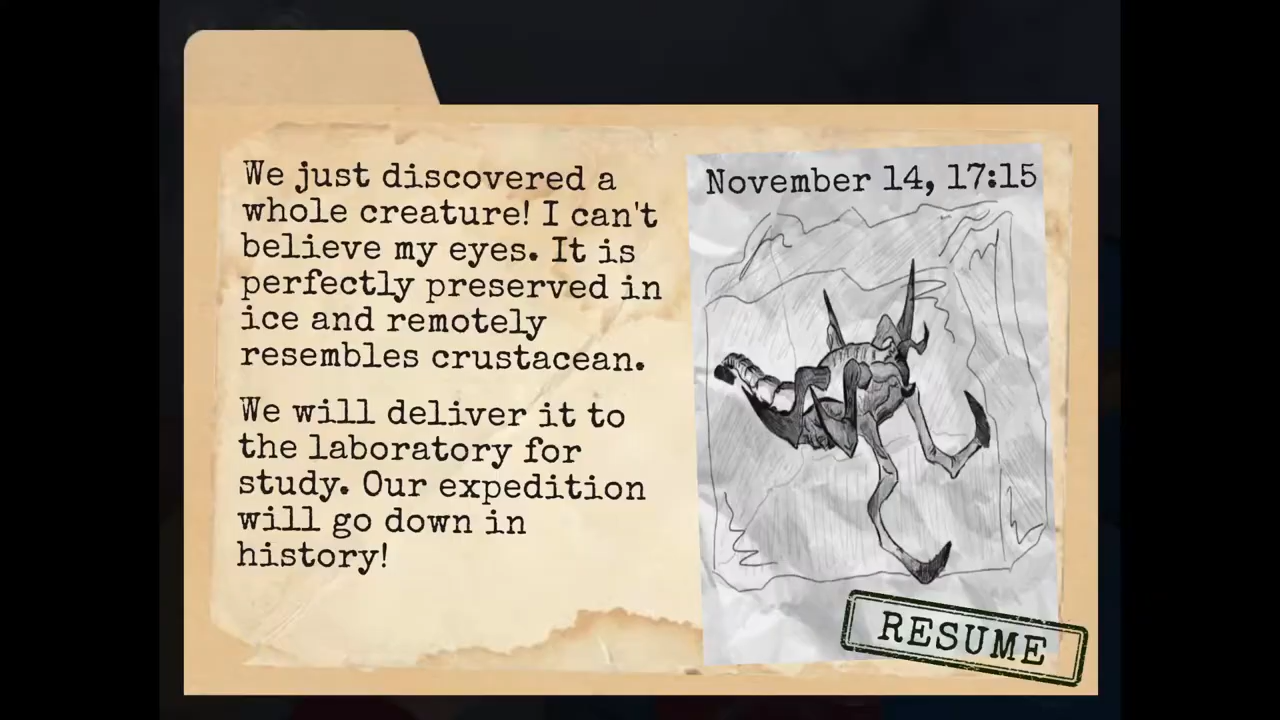 We just discovered a
whole creature! I can't
believe my eyes. It is
perfectly preserved in
ice and remotely
resembles crustacean.
We will deliver it to
the laboratory for
study. Our expedition
will go down in
history!
November 14, 17:15
RESUME